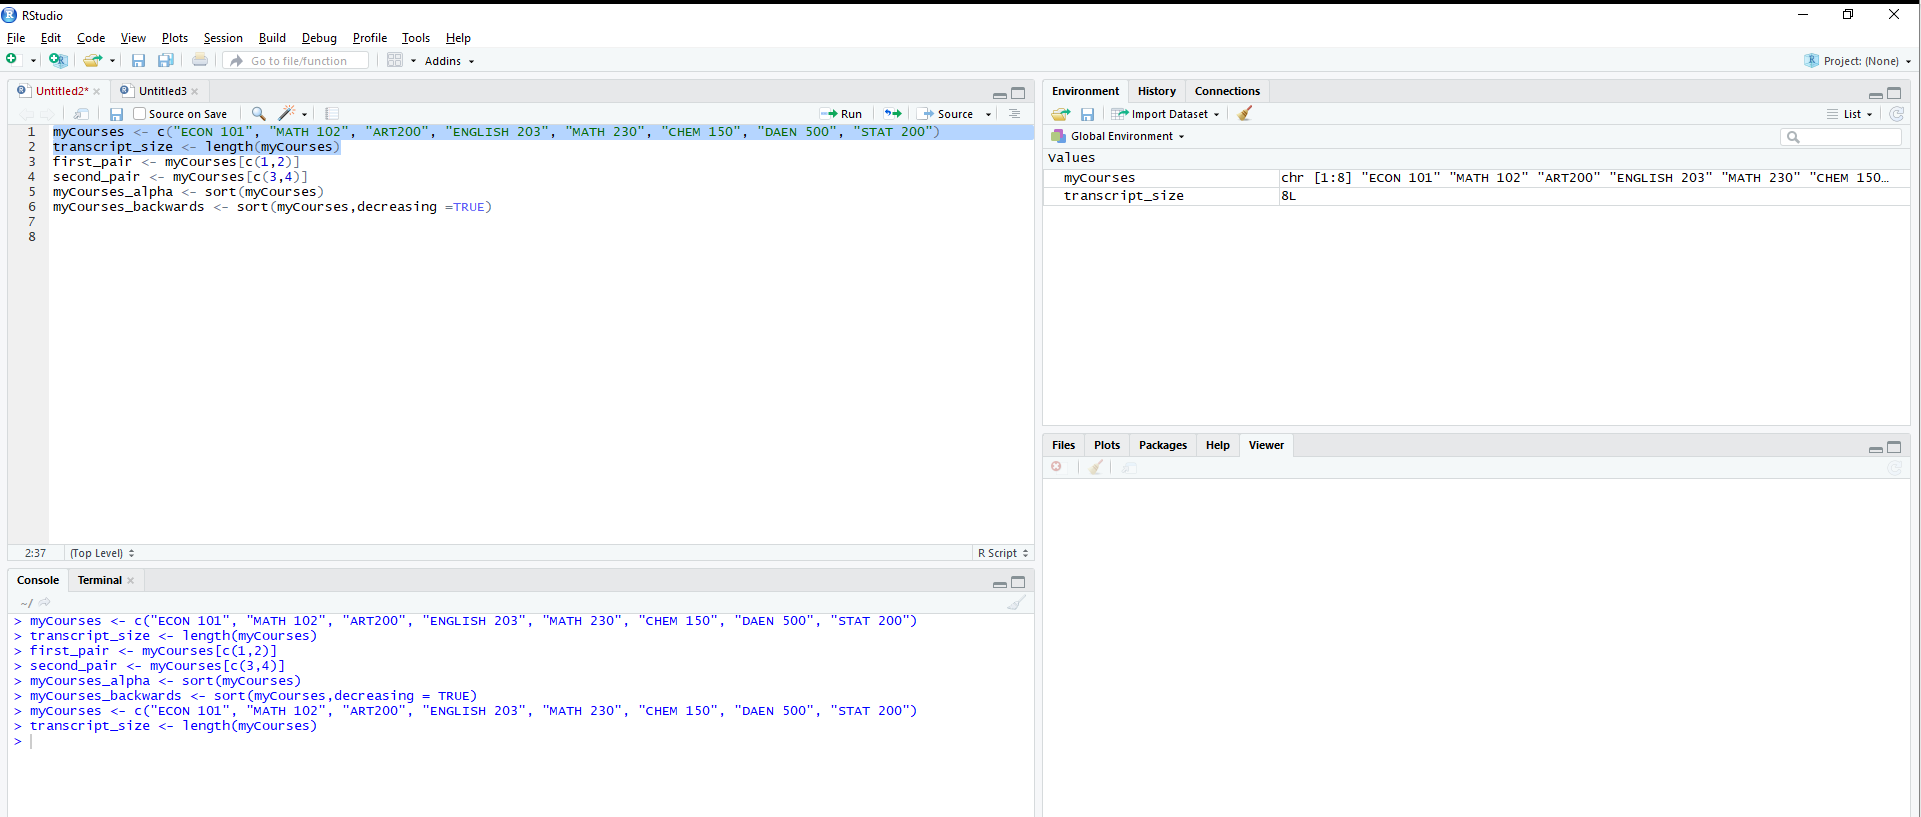 RStudio
File Edit Code View Plots Session Build Debug Profile Tools Help
Go to file/function Addins Project: (None)
Untitled2* Untitled3
Source on Save Run Source
1 myCourses <- c("ECON 101", "MATH 102", "ART200", "ENGLISH 203", "MATH 230", "CHEM 150", "DAEN 500", "STAT 200")
2 transcript_size <- length(myCourses)
3 first_pair <- myCourses[c(1,2)]
4 second_pair <- myCourses[c(3,4)]
5 myCourses_alpha <- sort(myCourses)
6 myCourses_backwards <- sort(myCourses,decreasing =TRUE)
7
8
2:37 (Top Level) R Script
Console Terminal
~/
> myCourses <- c("ECON 101", "MATH 102", "ART200", "ENGLISH 203", "MATH 230", "CHEM 150", "DAEN 500", "STAT 200")
> transcript_size <- length(myCourses)
> first_pair <- myCourses[c(1,2)]
> second_pair <- myCourses[c(3,4)]
> myCourses_alpha <- sort(myCourses)
> myCourses_backwards <- sort(myCourses,decreasing = TRUE)
> myCourses <- c("ECON 101", "MATH 102", "ART200", "ENGLISH 203", "MATH 230", "CHEM 150", "DAEN 500", "STAT 200")
> transcript_size <- length(myCourses)
>
Environment History Connections
Import Dataset List
Global Environment
Values
myCourses chr [1:8] "ECON 101" "MATH 102" "ART200" "ENGLISH 203" "MATH 230" "CHEM 150…
transcript_size 8L
Files Plots Packages Help Viewer